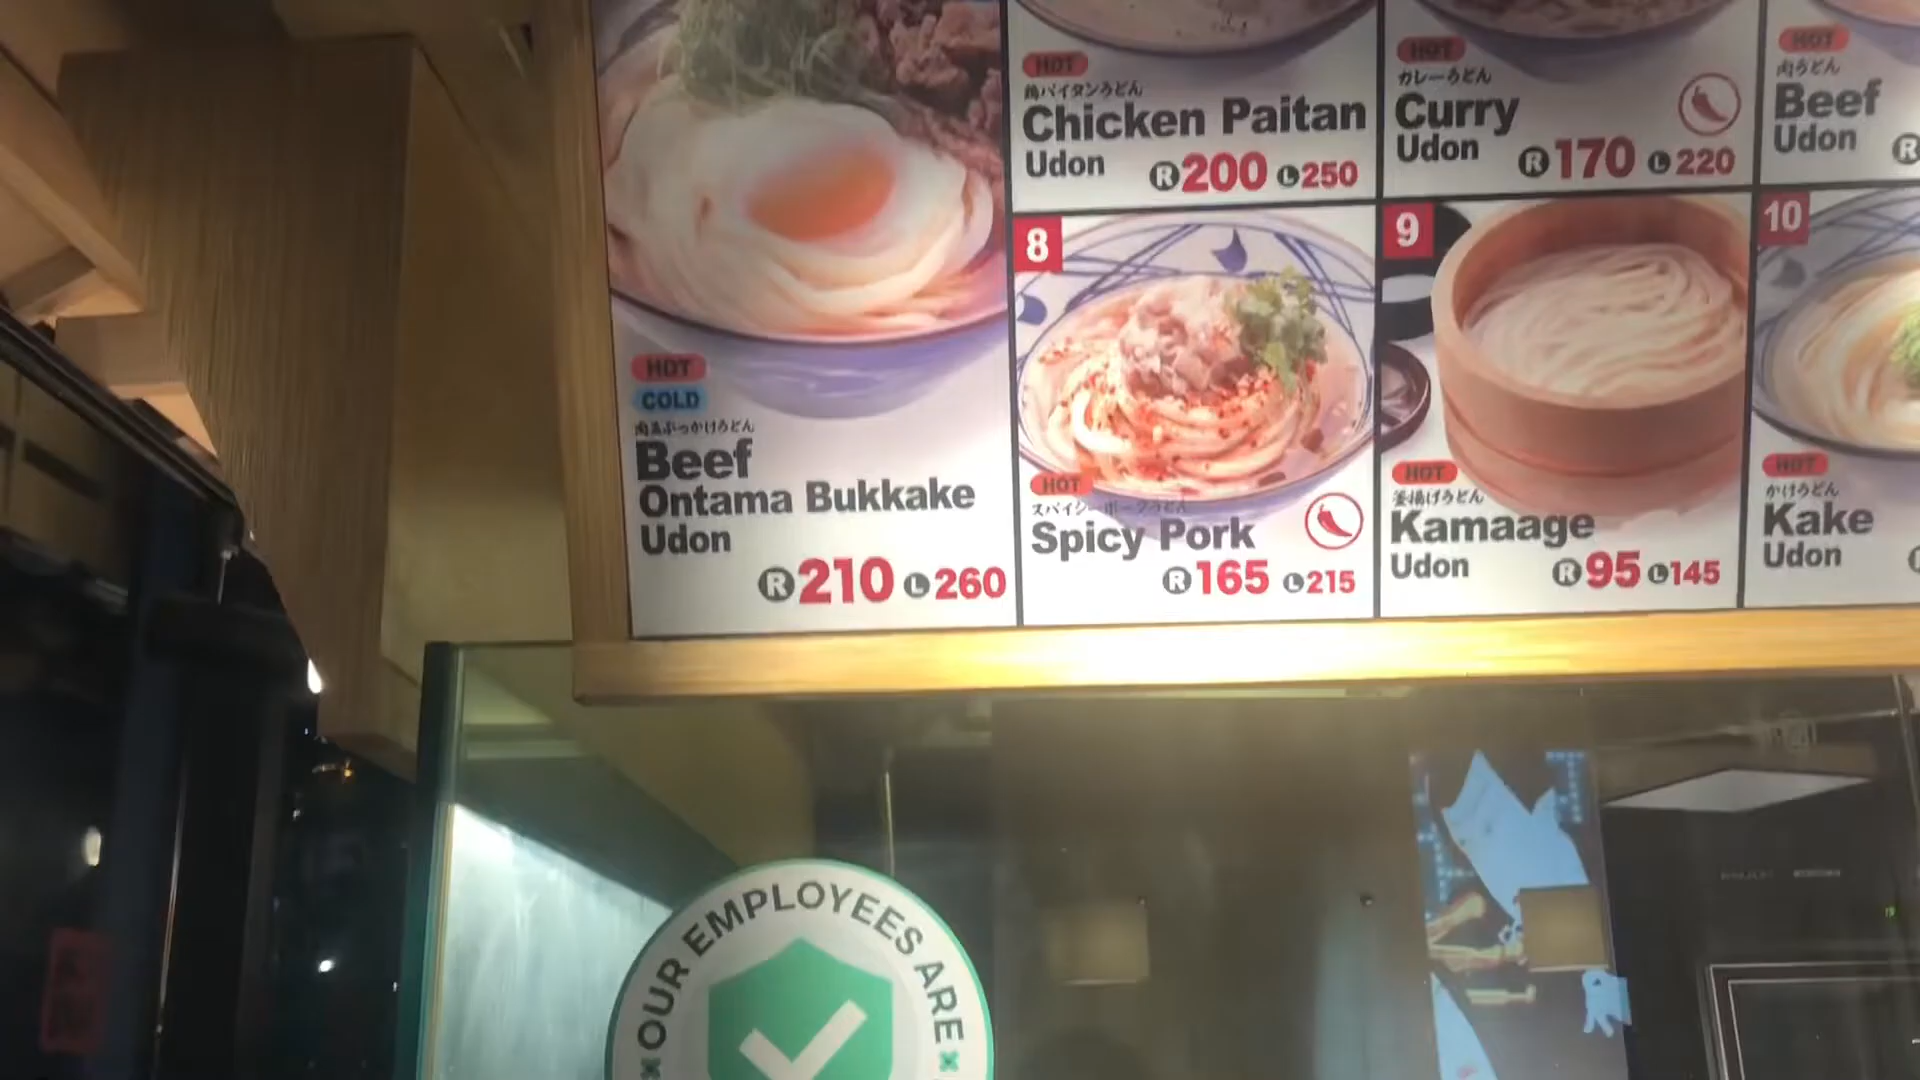 HOT
鶏パイタンうどん
Chicken Paitan
Udon
R200 L250
HOT
カレーうどん
Curry
Udon
R170 L220
HOT
肉うどん
Beef
Udon
R
HOT
COLD
肉玉ぶっかけうどん
Beef
Ontama Bukkake
Udon
R210 L260
8
HOT
スパイシーポークうどん
Spicy Pork
R165 L215
9
HOT
釜揚げうどん
Kamaage
Udon
R95 L145
10
HOT
かけうどん
Kake
Udon
OUR EMPLOYEES ARE